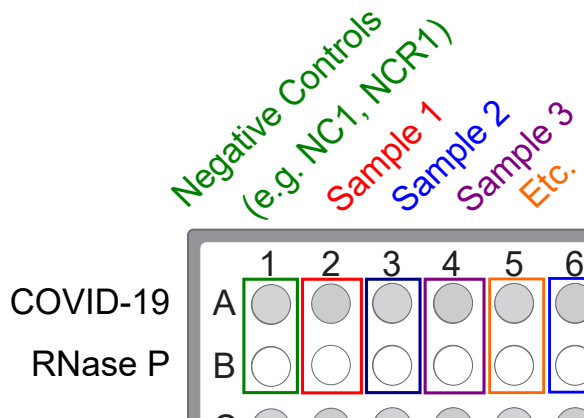 Negative Controls
(e.g. NC1, NCR1)
Sample 1
Sample 2
Sample 3
Etc.
1 2 3 4 5 6
COVID-19 A
RNase P B